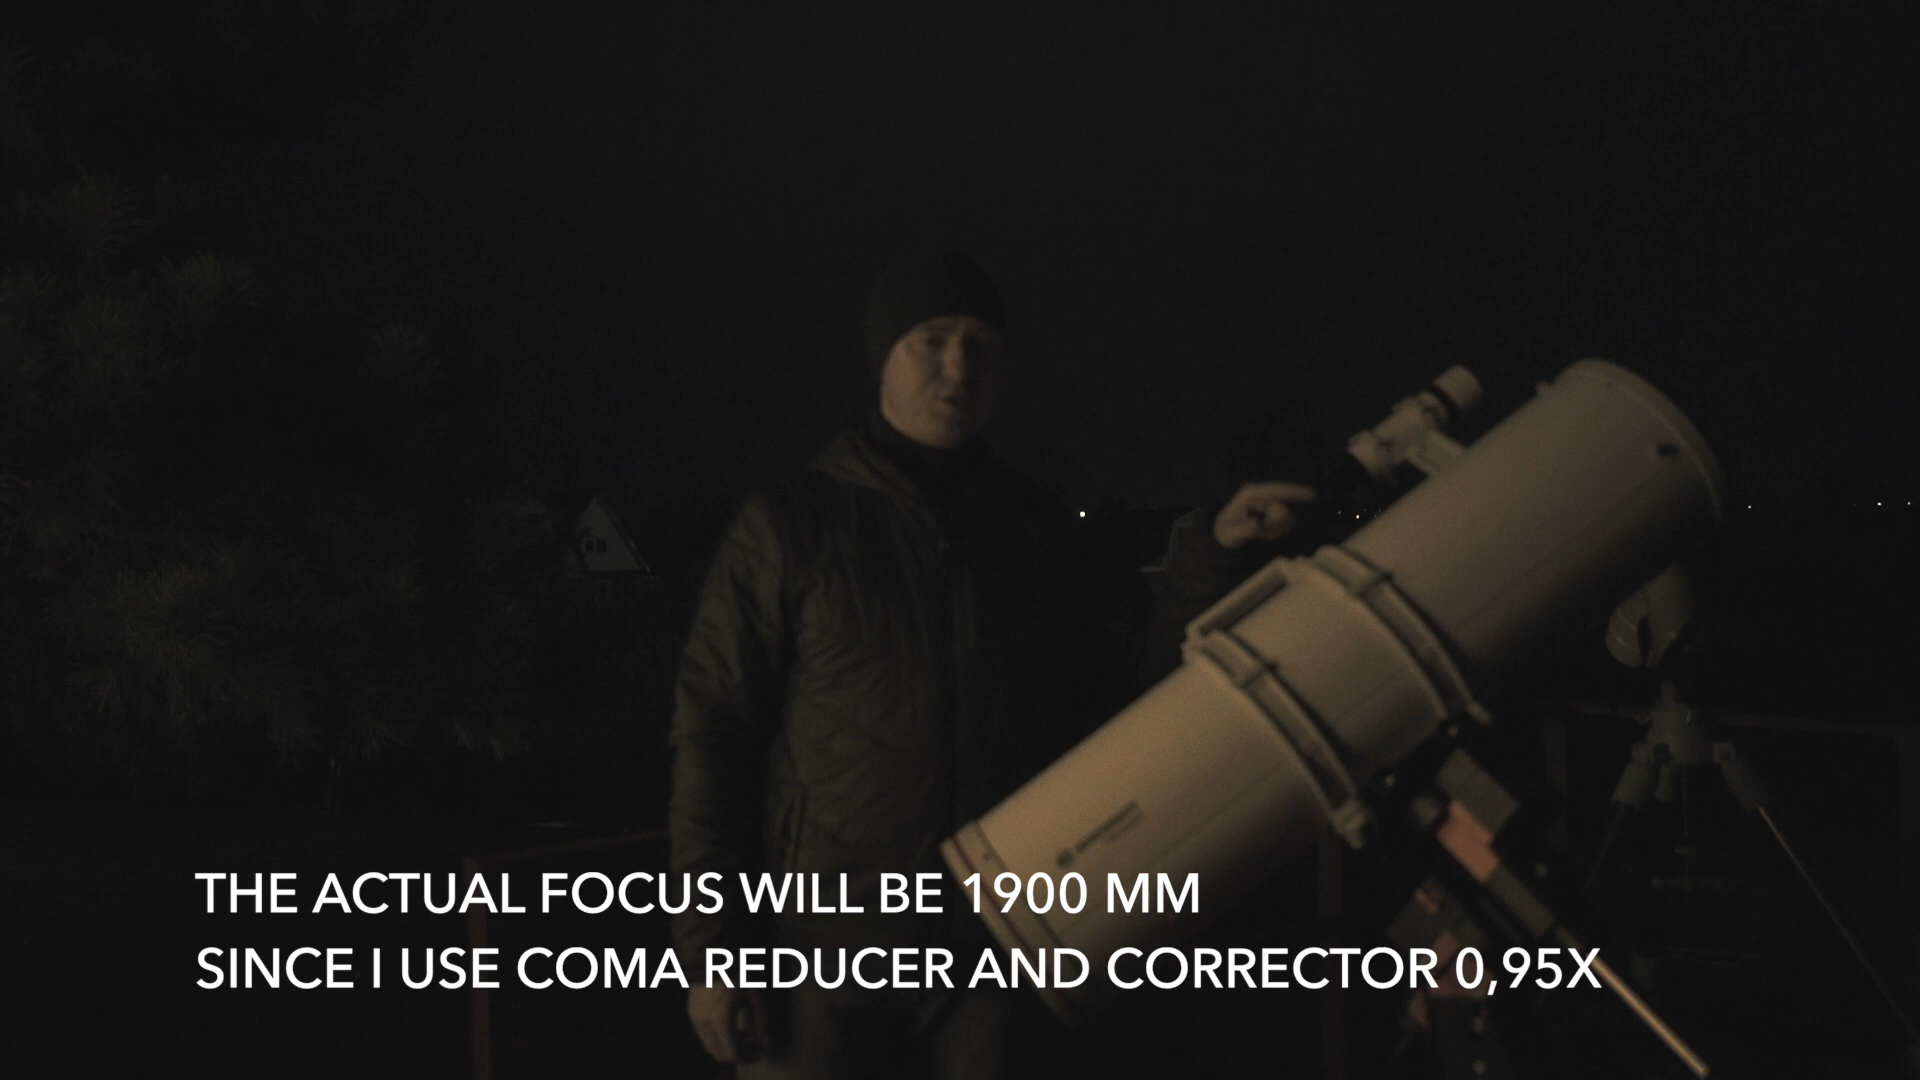 THE ACTUAL FOCUS WILL BE 1900 MM
SINCE I USE COMA REDUCER AND CORRECTOR 0,95X